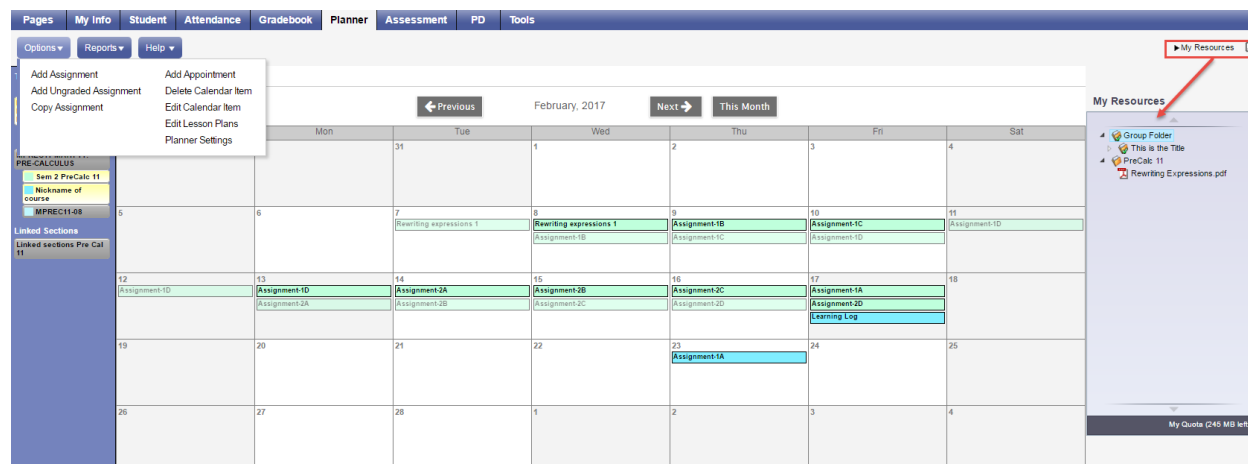 Pages My Info Student Attendance Gradebook Planner Assessment PD Tools
Options Reports Help
My Resources
Add Assignment Add Appointment
Add Ungraded Assignment Delete Calendar Item
Copy Assignment Edit Calendar Item
Edit Lesson Plans
Planner Settings
Previous February, 2017 Next This Month
Mon Tue Wed Thu Fri Sat
PRE-CALCULUS
Sem 2 PreCalc 11
Nickname of
course
MPREC11-08
Linked Sections
Linked sections Pre Cal
11
31 1 2 3 4
5 6 7 8 9 10 11
Rewriting expressions 1 Rewriting expressions 1 Assignment-1B Assignment-1C Assignment-1D
Assignment-1B Assignment-1C Assignment-1D
12 13 14 15 16 17 18
Assignment-1D Assignment-1D Assignment-2A Assignment-2B Assignment-2C Assignment-1A
Assignment-2A Assignment-2B Assignment-2C Assignment-2D Assignment-2D
Learning Log
19 20 21 22 23 24 25
Assignment-1A
26 27 28 1 2 3 4
My Resources
Group Folder
This is the Title
PreCalc 11
Rewriting Expressions.pdf
My Quota (245 MB left